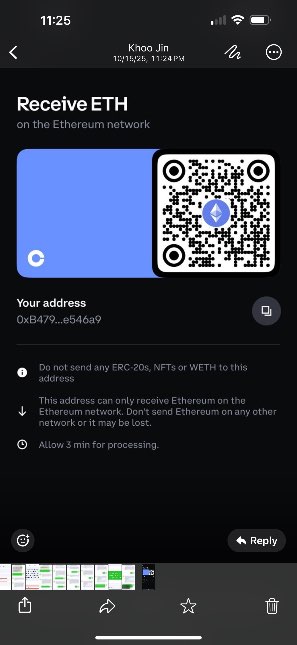 11:25
Khoo Jin
10/15/25, 11:24 PM
Receive ETH
on the Ethereum network
Your address
0xB479...e546a9
Do not send any ERC-20s, NFTs or WETH to this
address
This address can only receive Ethereum on the
Ethereum network. Don't send Ethereum on any other
network or it may be lost.
Allow 3 min for processing.
Reply